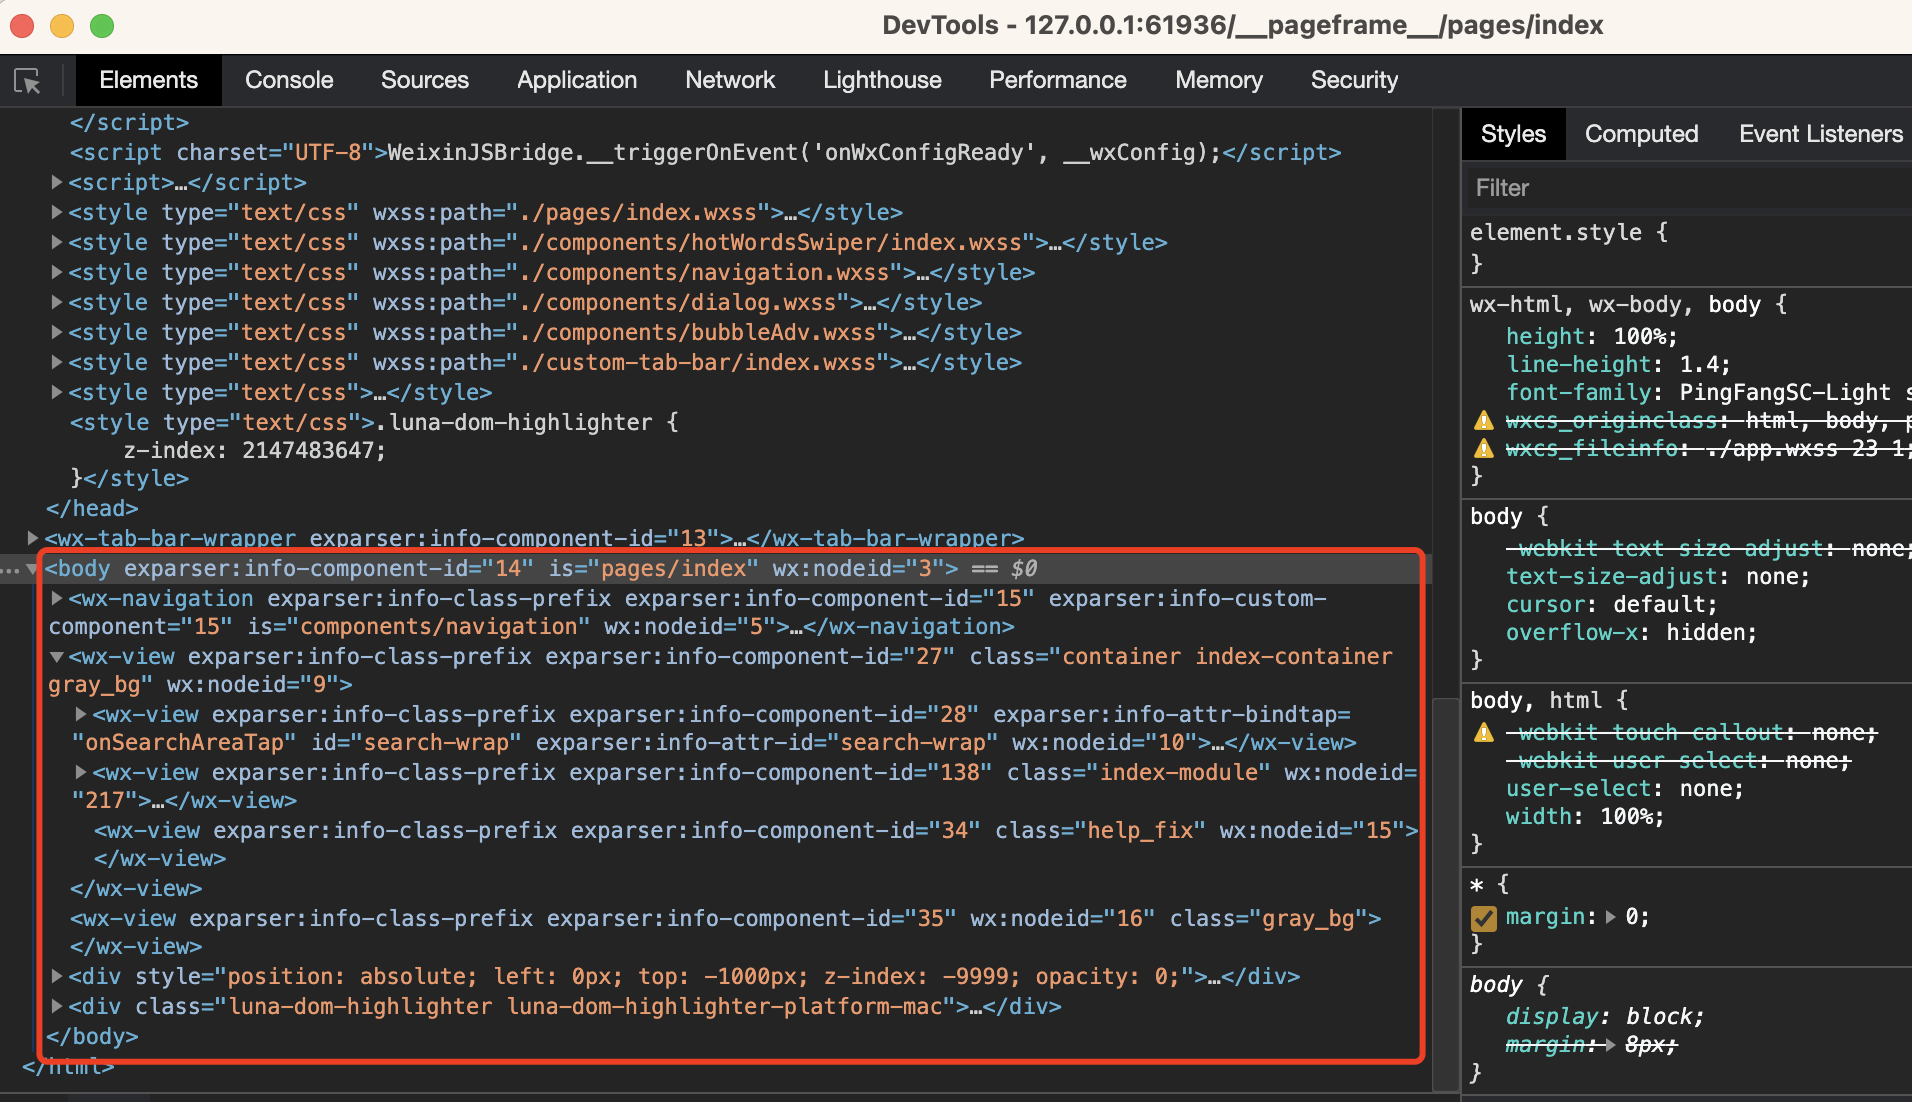 DevTools - 127.0.0.1:61936/__pageframe__/pages/index
Elements Console Sources Application Network Lighthouse Performance Memory Security
</script>
<script charset="UTF-8">WeixinJSBridge.__triggerOnEvent('onWxConfigReady', __wxConfig);</script>
▶<script>…</script>
▶<style type="text/css" wxss:path="./pages/index.wxss">…</style>
▶<style type="text/css" wxss:path="./components/hotWordsSwiper/index.wxss">…</style>
▶<style type="text/css" wxss:path="./components/navigation.wxss">…</style>
▶<style type="text/css" wxss:path="./components/dialog.wxss">…</style>
▶<style type="text/css" wxss:path="./components/bubbleAdv.wxss">…</style>
▶<style type="text/css" wxss:path="./custom-tab-bar/index.wxss">…</style>
▶<style type="text/css">…</style>
<style type="text/css">.luna-dom-highlighter {
z-index: 2147483647;
}</style>
</head>
▶<wx-tab-bar-wrapper exparser:info-component-id="13">…</wx-tab-bar-wrapper>
…▼<body exparser:info-component-id="14" is="pages/index" wx:nodeid="3"> == $0
▶<wx-navigation exparser:info-class-prefix exparser:info-component-id="15" exparser:info-custom-
component="15" is="components/navigation" wx:nodeid="5">…</wx-navigation>
▼<wx-view exparser:info-class-prefix exparser:info-component-id="27" class="container index-container
gray_bg" wx:nodeid="9">
▶<wx-view exparser:info-class-prefix exparser:info-component-id="28" exparser:info-attr-bindtap=
"onSearchAreaTap" id="search-wrap" exparser:info-attr-id="search-wrap" wx:nodeid="10">…</wx-view>
▶<wx-view exparser:info-class-prefix exparser:info-component-id="138" class="index-module" wx:nodeid=
"217">…</wx-view>
<wx-view exparser:info-class-prefix exparser:info-component-id="34" class="help_fix" wx:nodeid="15">
</wx-view>
</wx-view>
<wx-view exparser:info-class-prefix exparser:info-component-id="35" wx:nodeid="16" class="gray_bg">
</wx-view>
▶<div style="position: absolute; left: 0px; top: -1000px; z-index: -9999; opacity: 0;">…</div>
▶<div class="luna-dom-highlighter luna-dom-highlighter-platform-mac">…</div>
</body>
</html>
Styles Computed Event Listeners
Filter
element.style {
}
wx-html, wx-body, body {
height: 100%;
line-height: 1.4;
font-family: PingFangSC-Light s
wxcs_originclass: html, body, p
wxcs_fileinfo: ./app.wxss 23 1;
}
body {
-webkit-text-size-adjust: none;
text-size-adjust: none;
cursor: default;
overflow-x: hidden;
}
body, html {
-webkit-touch-callout: none;
-webkit-user-select: none;
user-select: none;
width: 100%;
}
* {
margin:▶ 0;
}
body {
display: block;
margin:▶ 8px;
}